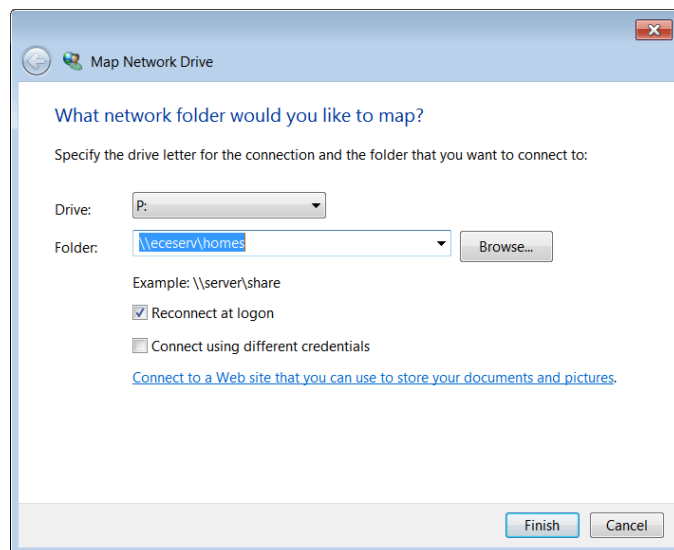 Map Network Drive
What network folder would you like to map?
Specify the drive letter for the connection and the folder that you want to connect to:
Drive: P:
Folder: \\eceserv\homes Browse...
Example: \\server\share
Reconnect at logon
Connect using different credentials
Connect to a Web site that you can use to store your documents and pictures.
Finish Cancel